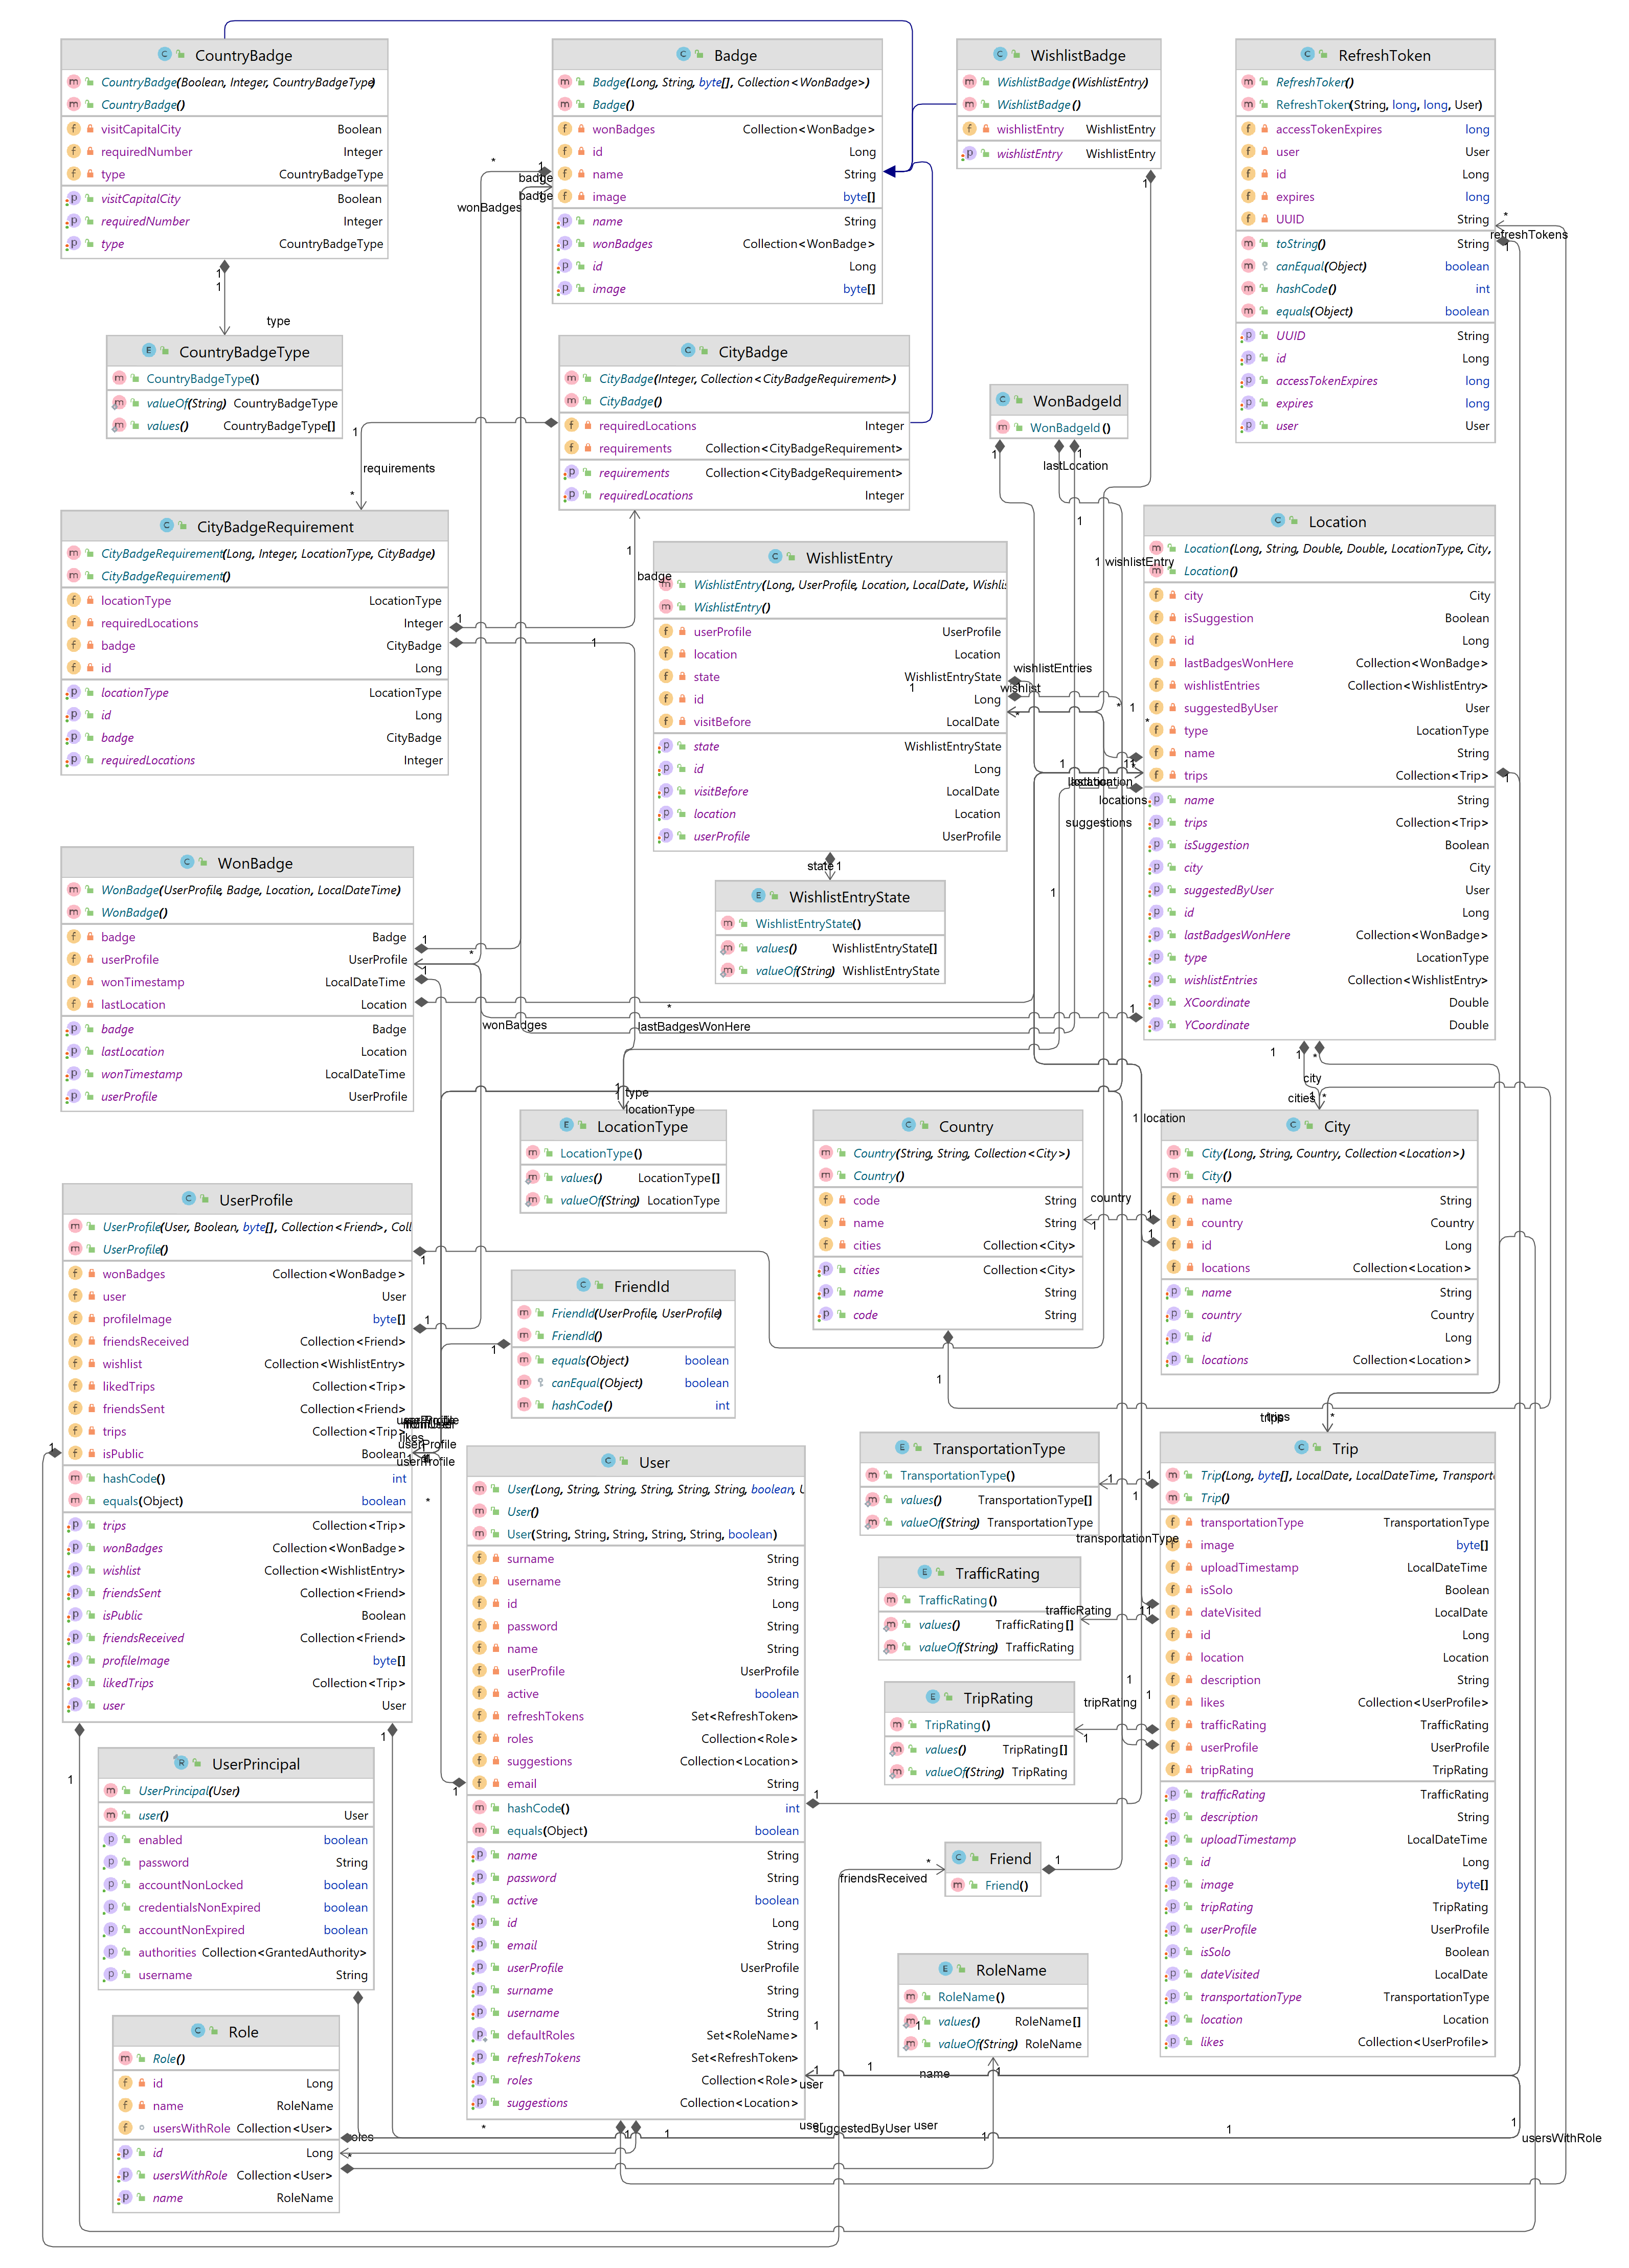 CountryBadge
CountryBadge(Boolean, Integer, CountryBadgeType)
CountryBadge()
visitCapitalCity Boolean
requiredNumber Integer
type CountryBadgeType
visitCapitalCity Boolean
requiredNumber Integer
type CountryBadgeType
Badge
Badge(Long, String, byte[], Collection<WonBadge>)
Badge()
wonBadges Collection<WonBadge>
id Long
name String
image byte[]
name String
wonBadges Collection<WonBadge>
id Long
image byte[]
WishlistBadge
WishlistBadge(WishlistEntry)
WishlistBadge()
wishlistEntry WishlistEntry
wishlistEntry WishlistEntry
RefreshToken
RefreshToken()
RefreshToken(String, long, long, User)
accessTokenExpires long
user User
id Long
expires long
UUID String
toString() String
canEqual(Object) boolean
hashCode() int
equals(Object) boolean
UUID String
id Long
accessTokenExpires long
expires long
user User
badge
badge
wonBadges
refreshTokens
type
CountryBadgeType
CountryBadgeType()
valueOf(String) CountryBadgeType
values() CountryBadgeType[]
CityBadge
CityBadge(Integer, Collection<CityBadgeRequirement>)
CityBadge()
requiredLocations Integer
requirements Collection<CityBadgeRequirement>
requirements Collection<CityBadgeRequirement>
requiredLocations Integer
WonBadgeId
WonBadgeId()
lastLocation
requirements
CityBadgeRequirement
CityBadgeRequirement(Long, Integer, LocationType, CityBadge)
CityBadgeRequirement()
locationType LocationType
requiredLocations Integer
badge CityBadge
id Long
locationType LocationType
id Long
badge CityBadge
requiredLocations Integer
badge
WishlistEntry
WishlistEntry(Long, UserProfile, Location, LocalDate, Wishlis
WishlistEntry()
userProfile UserProfile
location Location
state WishlistEntryState
id Long
visitBefore LocalDate
state WishlistEntryState
id Long
visitBefore LocalDate
location Location
userProfile UserProfile
1 wishlistEntry
wishlistEntries
wishlist
Location
Location(Long, String, Double, Double, LocationType, City,
Location()
city City
isSuggestion Boolean
id Long
lastBadgesWonHere Collection<WonBadge>
wishlistEntries Collection<WishlistEntry>
suggestedByUser User
type LocationType
name String
trips Collection<Trip>
name String
trips Collection<Trip>
isSuggestion Boolean
city City
suggestedByUser User
id Long
lastBadgesWonHere Collection<WonBadge>
type LocationType
wishlistEntries Collection<WishlistEntry>
XCoordinate Double
YCoordinate Double
location
locations
suggestions
state 1
WishlistEntryState
WishlistEntryState()
values() WishlistEntryState[]
valueOf(String) WishlistEntryState
WonBadge
WonBadge(UserProfile, Badge, Location, LocalDateTime)
WonBadge()
badge Badge
userProfile UserProfile
wonTimestamp LocalDateTime
lastLocation Location
badge Badge
lastLocation Location
wonTimestamp LocalDateTime
userProfile UserProfile
wonBadges
lastBadgesWonHere
city
cities
type
locationType
1 location
LocationType
LocationType()
values() LocationType[]
valueOf(String) LocationType
Country
Country(String, String, Collection<City>)
Country()
code String
name String
cities Collection<City>
cities Collection<City>
name String
code String
country
City
City(Long, String, Country, Collection<Location>)
City()
name String
country Country
id Long
locations Collection<Location>
name String
country Country
id Long
locations Collection<Location>
UserProfile
UserProfile(User, Boolean, byte[], Collection<Friend>, Coll
UserProfile()
wonBadges Collection<WonBadge>
user User
profileImage byte[]
friendsReceived Collection<Friend>
wishlist Collection<WishlistEntry>
likedTrips Collection<Trip>
friendsSent Collection<Friend>
trips Collection<Trip>
isPublic Boolean
hashCode() int
equals(Object) boolean
trips Collection<Trip>
wonBadges Collection<WonBadge>
wishlist Collection<WishlistEntry>
friendsSent Collection<Friend>
isPublic Boolean
friendsReceived Collection<Friend>
profileImage byte[]
likedTrips Collection<Trip>
user User
FriendId
FriendId(UserProfile, UserProfile)
FriendId()
equals(Object) boolean
canEqual(Object) boolean
hashCode() int
likes
userProfile
userProfile
trips
User
User(Long, String, String, String, String, String, boolean, U
User()
User(String, String, String, String, String, boolean)
surname String
username String
id Long
password String
name String
userProfile UserProfile
active boolean
refreshTokens Set<RefreshToken>
roles Collection<Role>
suggestions Collection<Location>
email String
hashCode() int
equals(Object) boolean
name String
password String
active boolean
id Long
email String
userProfile UserProfile
surname String
username String
defaultRoles Set<RoleName>
refreshTokens Set<RefreshToken>
roles Collection<Role>
suggestions Collection<Location>
TransportationType
TransportationType()
values() TransportationType[]
valueOf(String) TransportationType
transportationType
TrafficRating
TrafficRating()
values() TrafficRating[]
valueOf(String) TrafficRating
trafficRating
TripRating
TripRating()
values() TripRating[]
valueOf(String) TripRating
tripRating
Trip
Trip(Long, byte[], LocalDate, LocalDateTime, Transport
Trip()
transportationType TransportationType
image byte[]
uploadTimestamp LocalDateTime
isSolo Boolean
dateVisited LocalDate
id Long
location Location
description String
likes Collection<UserProfile>
trafficRating TrafficRating
userProfile UserProfile
tripRating TripRating
trafficRating TrafficRating
description String
uploadTimestamp LocalDateTime
id Long
image byte[]
tripRating TripRating
userProfile UserProfile
isSolo Boolean
dateVisited LocalDate
transportationType TransportationType
location Location
likes Collection<UserProfile>
UserPrincipal
UserPrincipal(User)
user() User
enabled boolean
password String
accountNonLocked boolean
credentialsNonExpired boolean
accountNonExpired boolean
authorities Collection<GrantedAuthority>
username String
Friend
Friend()
friendsReceived
RoleName
RoleName()
values() RoleName[]
valueOf(String) RoleName
name
user
user
suggestedByUser
user
usersWithRole
Role
Role()
id Long
name RoleName
usersWithRole Collection<User>
roles
id Long
usersWithRole Collection<User>
name RoleName